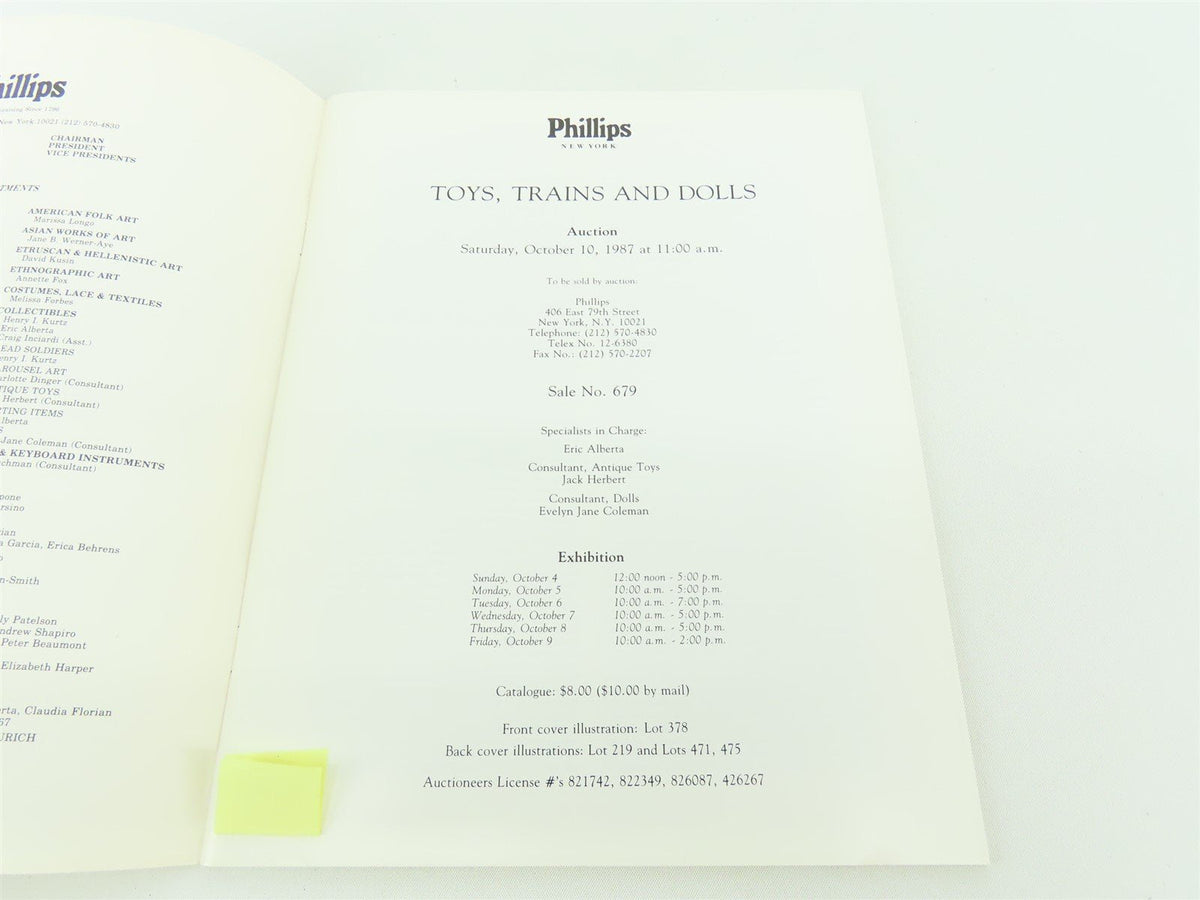 Phillips
New York 10021 (212) 570-4830
CHAIRMAN
PRESIDENT
VICE PRESIDENTS
AMERICAN FOLK ART
Marissa Longo
ASIAN WORKS OF ART
Jane B. Werner-Aye
ETRUSCAN & HELLENISTIC ART
David Kusin
ETHNOGRAPHIC ART
Annette Fox
COSTUMES, LACE & TEXTILES
Melissa Forbes
COLLECTIBLES
Henry I. Kurtz
Eric Alberta
Craig Inciardi (Asst.)
EAD SOLDIERS
enry I. Kurtz
AROUSEL ART
arlotte Dinger (Consultant)
TIQUE TOYS
Herbert (Consultant)
TING ITEMS
lberta
S
Jane Coleman (Consultant)
& KEYBOARD INSTRUMENTS
chman (Consultant)
pone
rsino
ian
a Garcia, Erica Behrens
o
n-Smith
ly Patelson
ndrew Shapiro
Peter Beaumont
Elizabeth Harper
rta, Claudia Florian
67
URICH
Phillips
NEW YORK
TOYS, TRAINS AND DOLLS
Auction
Saturday, October 10, 1987 at 11:00 a.m.
To be sold by auction:
Phillips
406 East 79th Street
New York, N.Y. 10021
Telephone: (212) 570-4830
Telex No. 12-6380
Fax No.: (212) 570-2207
Sale No. 679
Specialists in Charge:
Eric Alberta
Consultant, Antique Toys
Jack Herbert
Consultant, Dolls
Evelyn Jane Coleman
Exhibition
Sunday, October 4 12:00 noon - 5:00 p.m.
Monday, October 5 10:00 a.m. - 5:00 p.m.
Tuesday, October 6 10:00 a.m. - 7:00 p.m.
Wednesday, October 7 10:00 a.m. - 5:00 p.m.
Thursday, October 8 10:00 a.m. - 5:00 p.m.
Friday, October 9 10:00 a.m. - 2:00 p.m.
Catalogue: $8.00 ($10.00 by mail)
Front cover illustration: Lot 378
Back cover illustrations: Lot 219 and Lots 471, 475
Auctioneers License #'s 821742, 822349, 826087, 426267